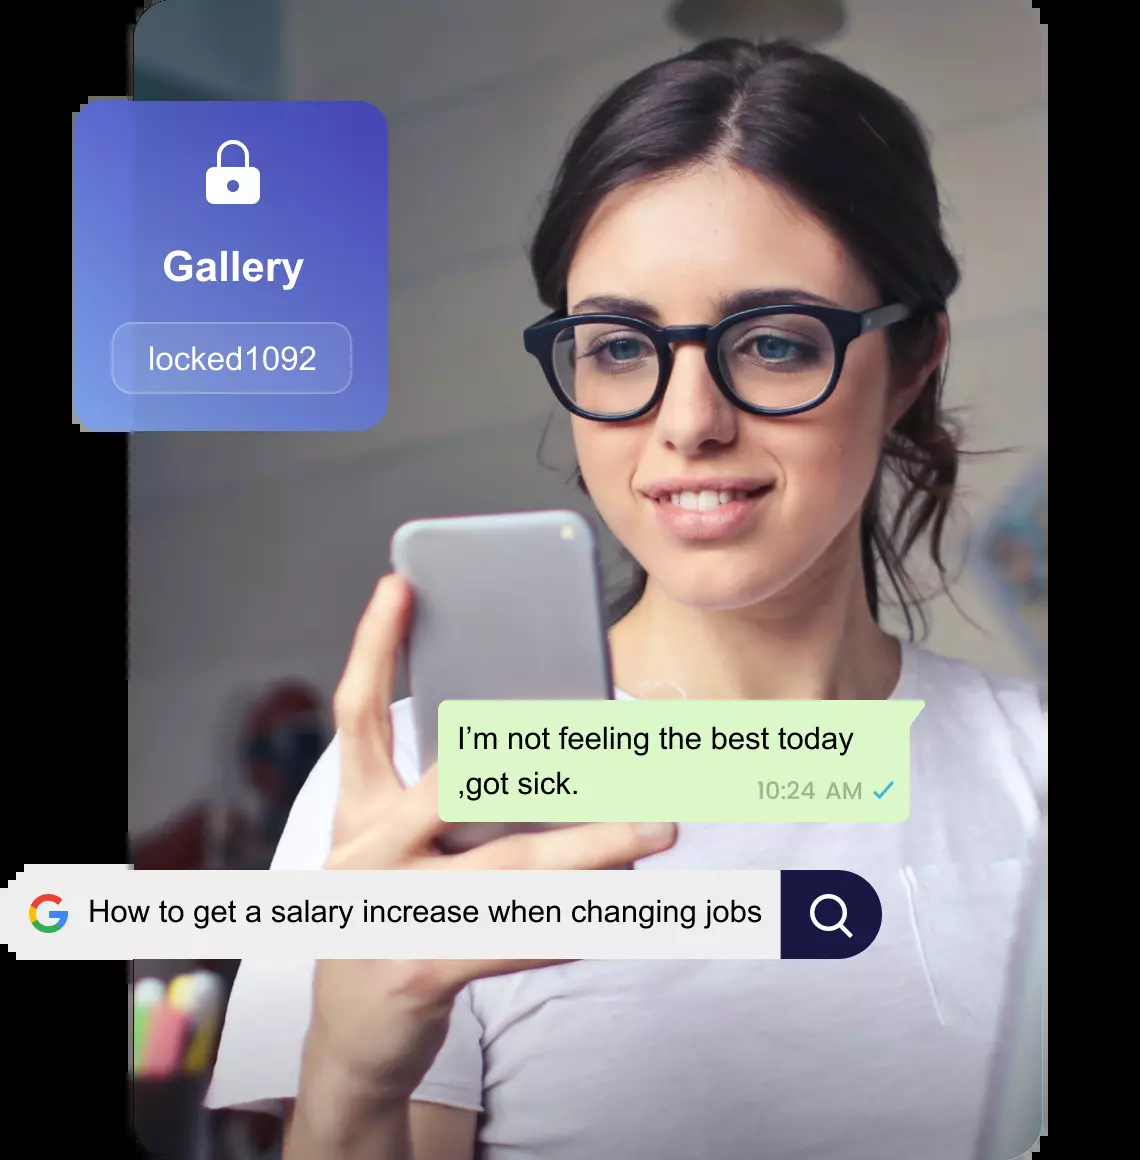 Gallery
locked1092
I’m not feeling the best today
,got sick.
10:24 AM
How to get a salary increase when changing jobs